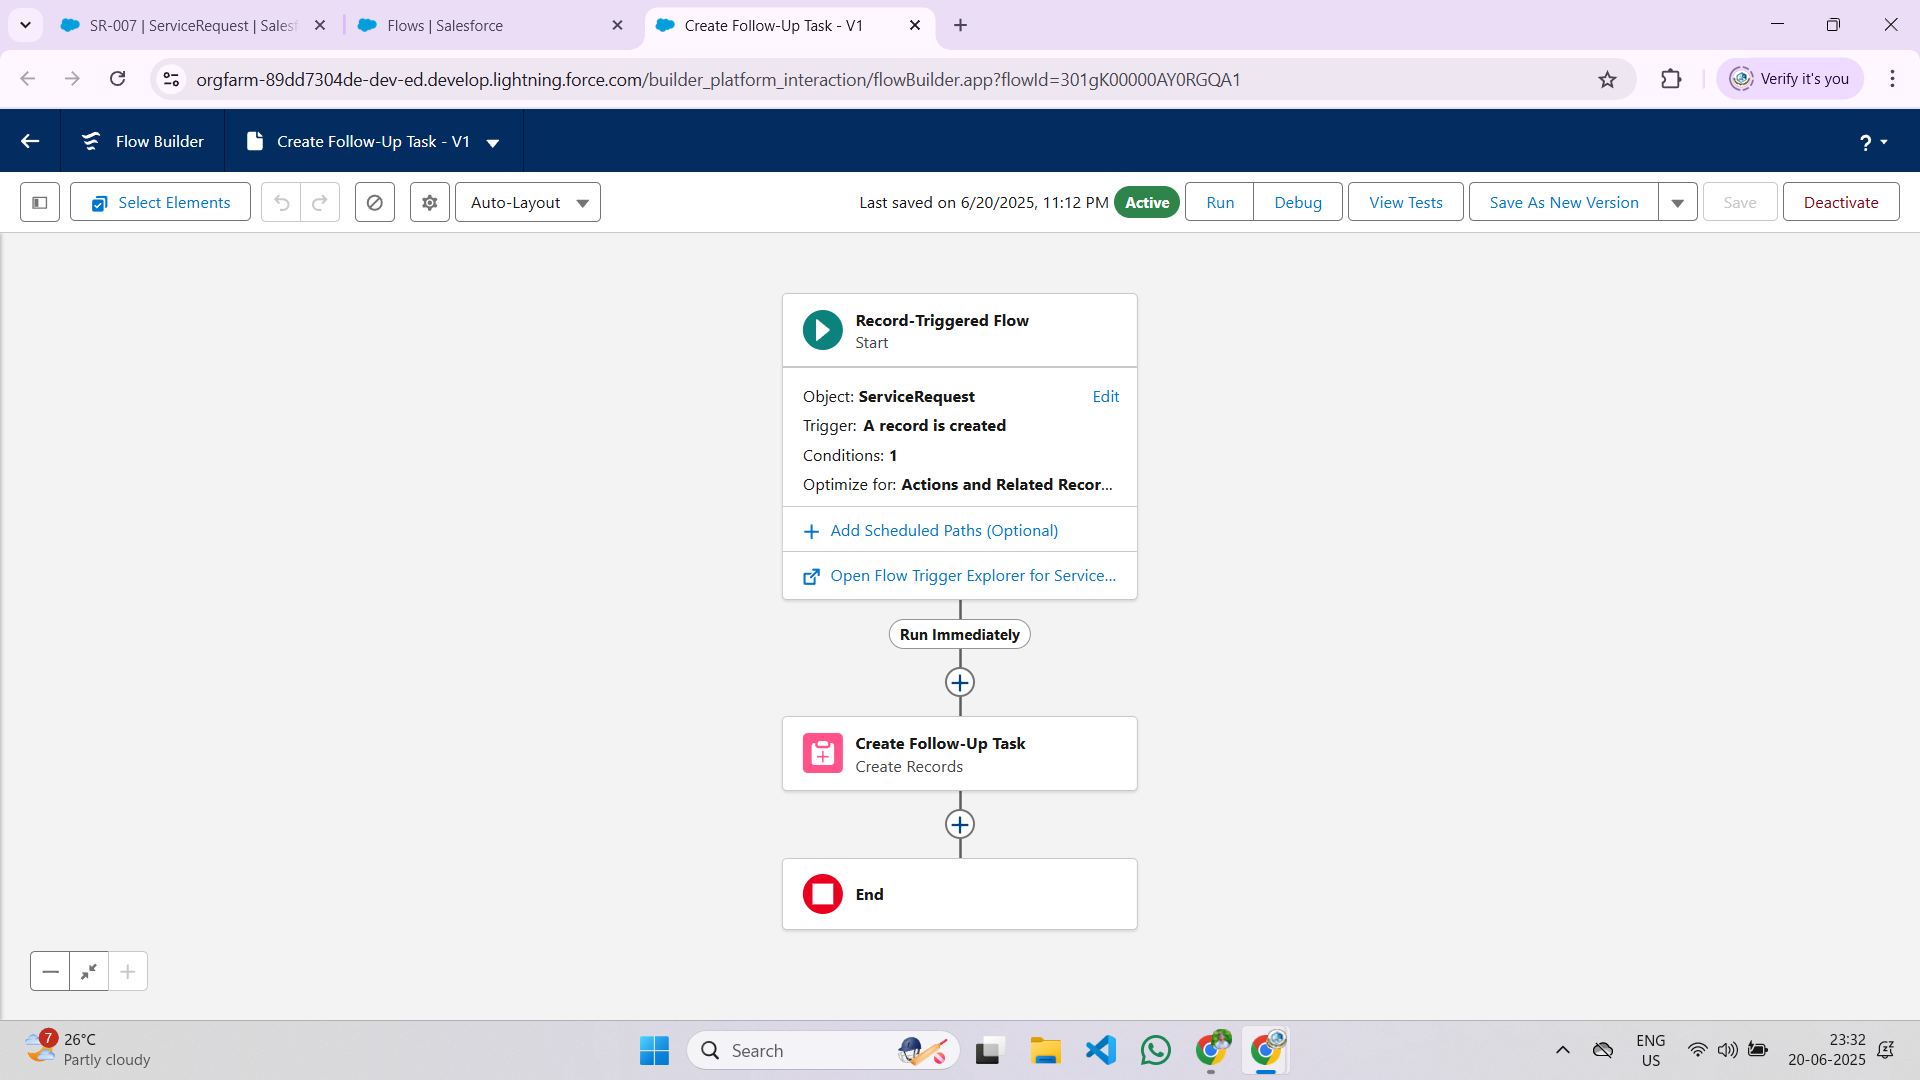 SR-007 | ServiceRequest | Salesf
Flows | Salesforce
Create Follow-Up Task - V1
orgfarm-89dd7304de-dev-ed.develop.lightning.force.com/builder_platform_interaction/flowBuilder.app?flowId=301gK00000AY0RGQA1
Verify it's you
Flow Builder
Create Follow-Up Task - V1
?
Select Elements
Auto-Layout
Last saved on 6/20/2025, 11:12 PM
Active
Run
Debug
View Tests
Save As New Version
Save
Deactivate
Record-Triggered Flow
Start
Object: ServiceRequest
Edit
Trigger: A record is created
Conditions: 1
Optimize for: Actions and Related Recor...
Add Scheduled Paths (Optional)
Open Flow Trigger Explorer for Service...
Run Immediately
Create Follow-Up Task
Create Records
End
7
26°C
Partly cloudy
Search
ENG
US
23:32
20-06-2025